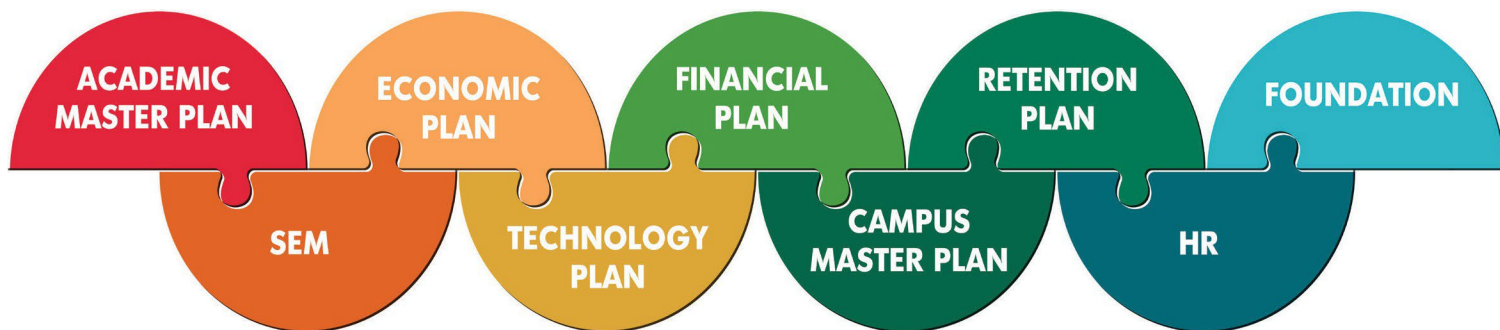 ACADEMIC
MASTER PLAN
ECONOMIC
PLAN
FINANCIAL
PLAN
RETENTION
PLAN
FOUNDATION
SEM
TECHNOLOGY
PLAN
CAMPUS
MASTER PLAN
HR